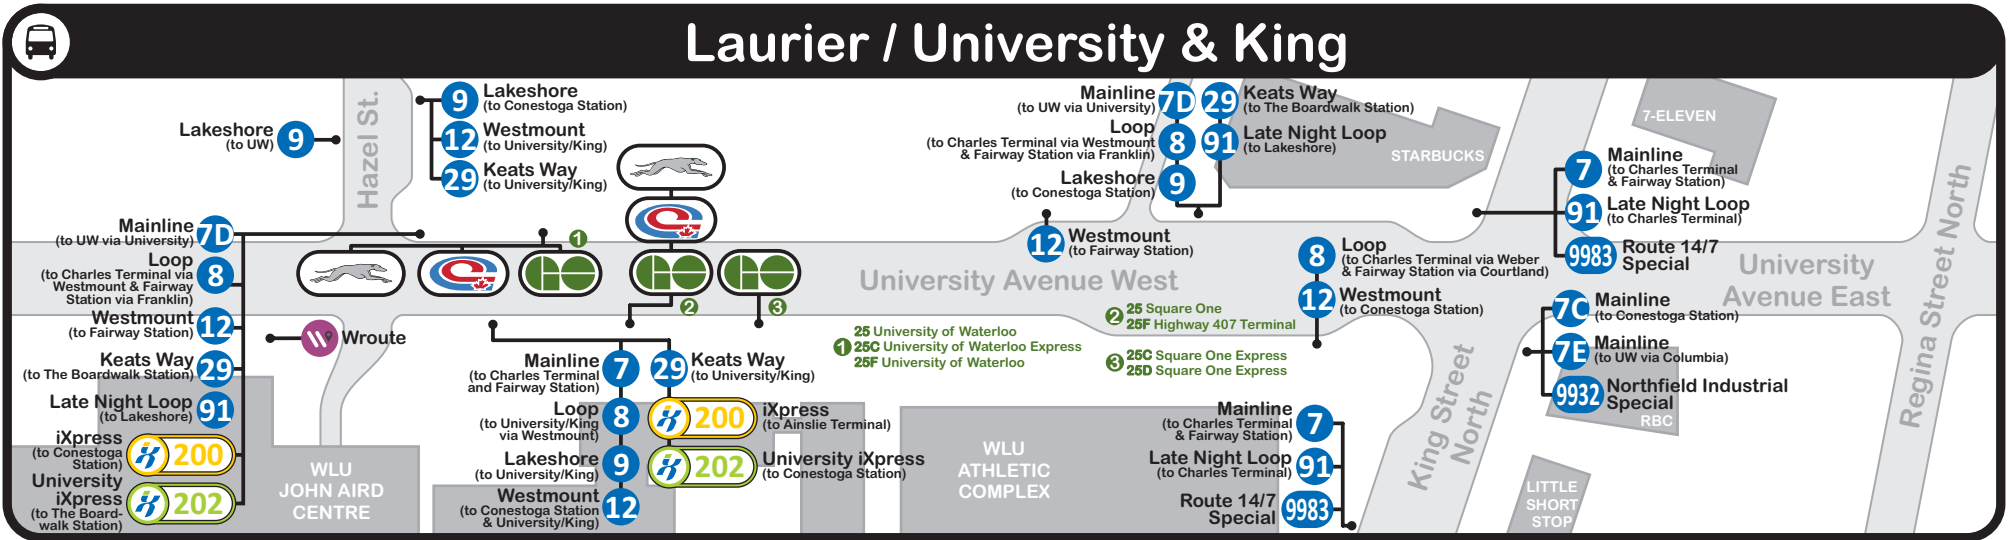 Laurier / University & King
Hazel St.
Lakeshore
(to UW)
9
9
Lakeshore
(to Conestoga Station)
12
Westmount
(to University/King)
29
Keats Way
(to University/King)
Mainline
(to UW via University)
7D
Loop
(to Charles Terminal via
Westmount & Fairway
Station via Franklin)
8
Westmount
(to Fairway Station)
12
Keats Way
(to The Boardwalk Station)
29
Late Night Loop
(to Lakeshore)
91
iXpress
(to Conestoga
Station)
iX 200
University
iXpress
(to The Board-
walk Station)
iX 202
Wroute
WLU
JOHN AIRD
CENTRE
GO
1
GO
2
GO
3
Mainline
(to Charles Terminal
and Fairway Station)
7
Loop
(to University/King
via Westmount)
8
Lakeshore
(to University/King)
9
Westmount
(to Conestoga Station
& University/King)
12
29
Keats Way
(to University/King)
iX 200
iXpress
(to Ainslie Terminal)
iX 202
University iXpress
(to Conestoga Station)
University Avenue West
1
25 University of Waterloo
25C University of Waterloo Express
25F University of Waterloo
2
25 Square One
25F Highway 407 Terminal
3
25C Square One Express
25D Square One Express
WLU
ATHLETIC
COMPLEX
Mainline
(to UW via University)
7D
Loop
(to Charles Terminal via Westmount
& Fairway Station via Franklin)
8
Lakeshore
(to Conestoga Station)
9
29
Keats Way
(to The Boardwalk Station)
91
Late Night Loop
(to Lakeshore)
STARBUCKS
12
Westmount
(to Fairway Station)
8
Loop
(to Charles Terminal via Weber
& Fairway Station via Courtland)
12
Westmount
(to Conestoga Station)
Mainline
(to Charles Terminal
& Fairway Station)
7
Late Night Loop
(to Charles Terminal)
91
Route 14/7
Special
9983
King Street
North
7-ELEVEN
7
Mainline
(to Charles Terminal
& Fairway Station)
91
Late Night Loop
(to Charles Terminal)
9983
Route 14/7
Special
University
Avenue East
7C
Mainline
(to Conestoga Station)
7E
Mainline
(to UW via Columbia)
9932
Northfield Industrial
Special
RBC
LITTLE
SHORT
STOP
Regina Street North